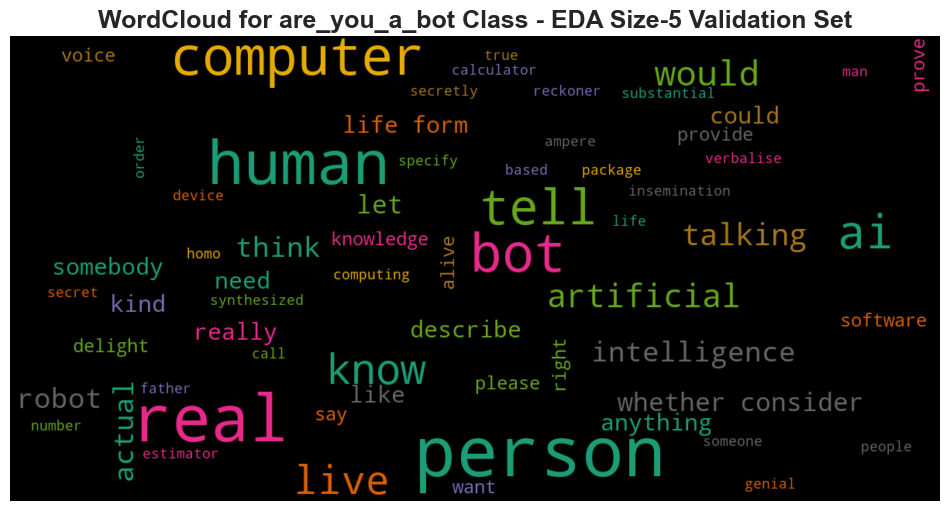 WordCloud for are_you_a_bot Class - EDA Size-5 Validation Set
voice
computer
true
calculator
secretly
reckoner
would
substantial
man
prove
life form
could
provide
order
human
specify
ampere
verbalise
based
package
device
let
tell
insemination
life
ai
talking
think
knowledge
bot
homo
alive
somebody
need
computing
secret
kind
synthesized
artificial
software
really
describe
delight
call
right
intelligence
know
please
robot
father
like
whether consider
actual
real
say
anything
number
estimator
person
someone
people
live
want
genial